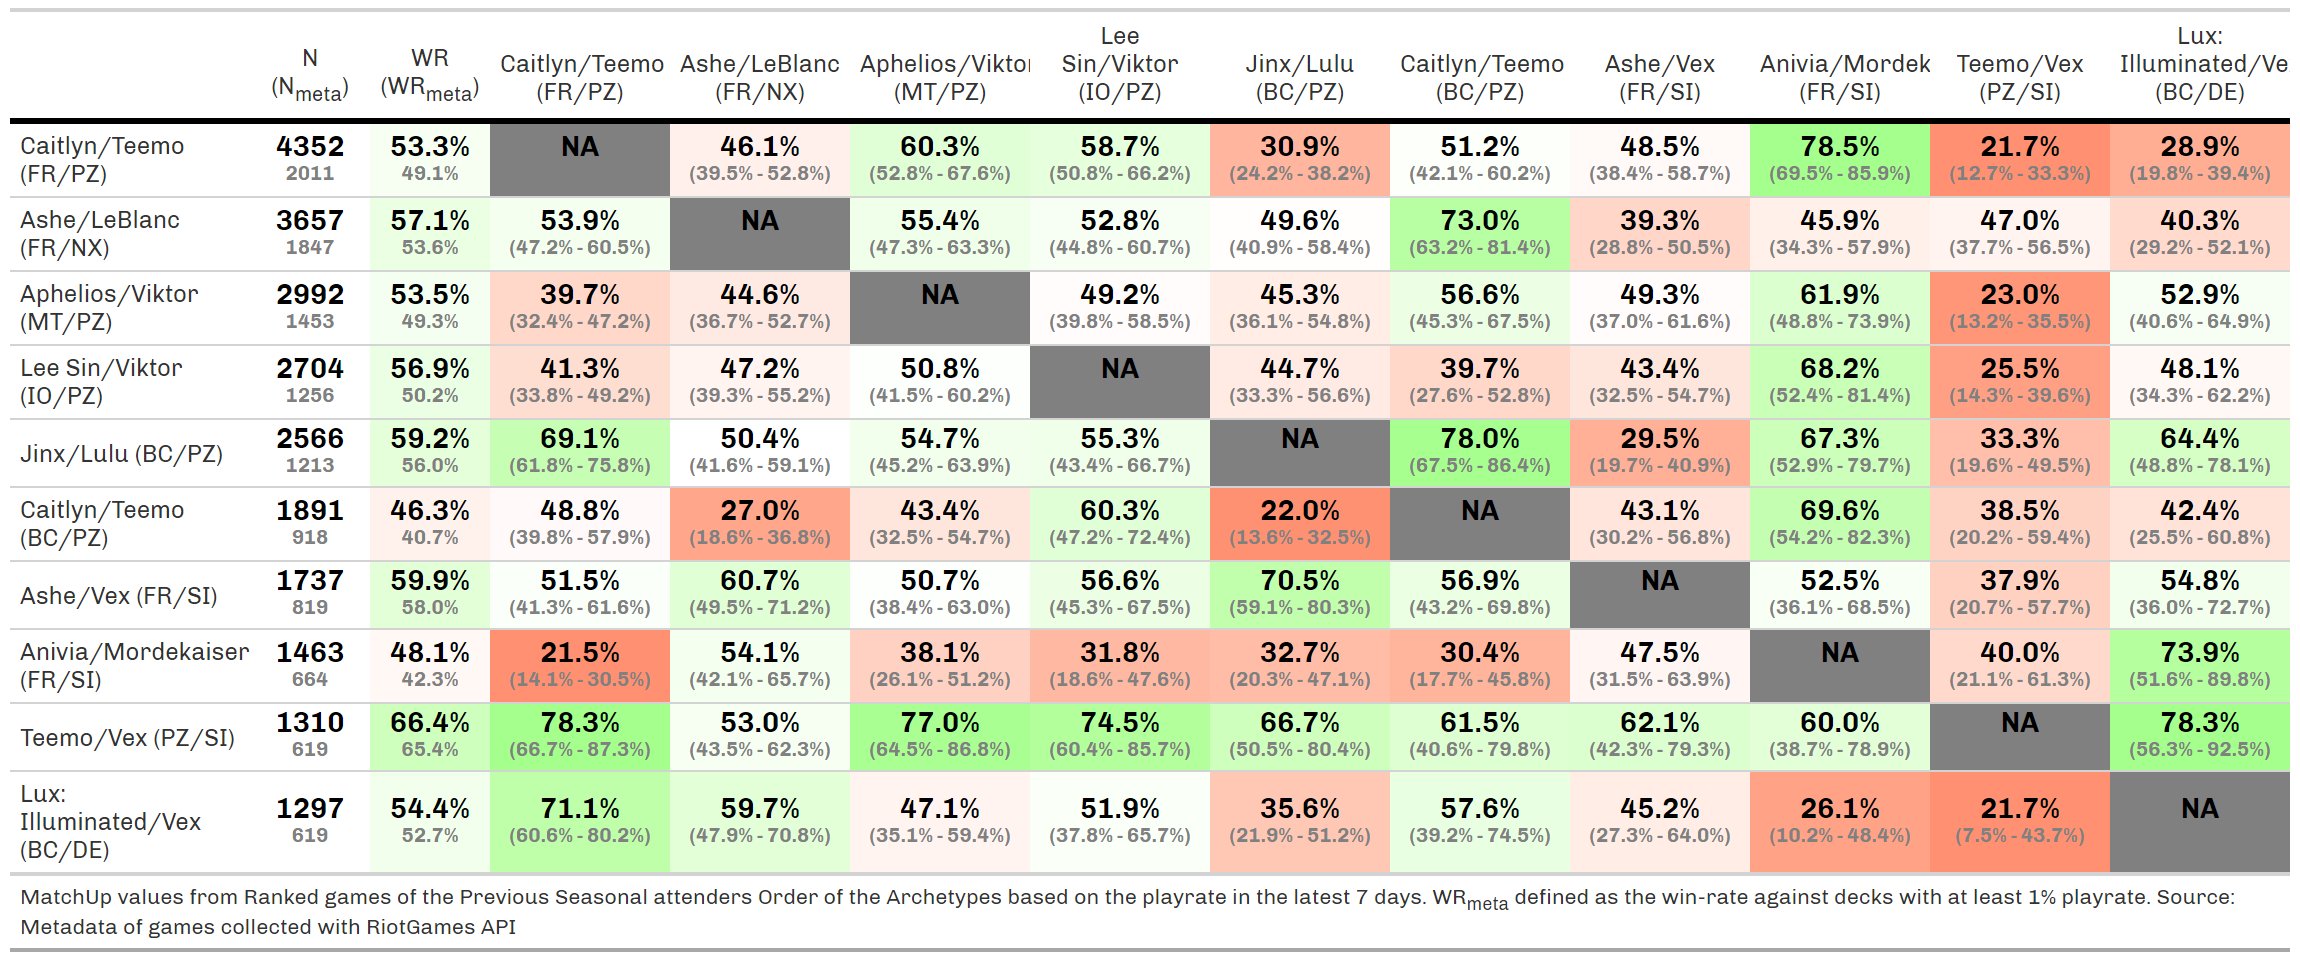 N (N_meta) WR (WR_meta) Caitlyn/Teemo (FR/PZ) Ashe/LeBlanc (FR/NX) Aphelios/Viktor (MT/PZ) Lee Sin/Viktor (IO/PZ) Jinx/Lulu (BC/PZ) Caitlyn/Teemo (BC/PZ) Ashe/Vex (FR/SI) Anivia/Mordek (FR/SI) Teemo/Vex (PZ/SI) Lux: Illuminated/Ve (BC/DE)
Caitlyn/Teemo 4352 53.3% NA 46.1% 60.3% 58.7% 30.9% 51.2% 48.5% 78.5% 21.7% 28.9%
(FR/PZ) 2011 49.1% (39.5% - 52.8%) (52.8% - 67.6%) (50.8% - 66.2%) (24.2% - 38.2%) (42.1% - 60.2%) (38.4% - 58.7%) (69.5% - 85.9%) (12.7% - 33.3%) (19.8% - 39.4%)
Ashe/LeBlanc 3657 57.1% 53.9% NA 55.4% 52.8% 49.6% 73.0% 39.3% 45.9% 47.0% 40.3%
(FR/NX) 1847 53.6% (47.2% - 60.5%) (47.3% - 63.3%) (44.8% - 60.7%) (40.9% - 58.4%) (63.2% - 81.4%) (28.8% - 50.5%) (34.3% - 57.9%) (37.7% - 56.5%) (29.2% - 52.1%)
Aphelios/Viktor 2992 53.5% 39.7% 44.6% NA 49.2% 45.3% 56.6% 49.3% 61.9% 23.0% 52.9%
(MT/PZ) 1453 49.3% (32.4% - 47.2%) (36.7% - 52.7%) (39.8% - 58.5%) (36.1% - 54.8%) (45.3% - 67.5%) (37.0% - 61.6%) (48.8% - 73.9%) (13.2% - 35.5%) (40.6% - 64.9%)
Lee Sin/Viktor 2704 56.9% 41.3% 47.2% 50.8% NA 44.7% 39.7% 43.4% 68.2% 25.5% 48.1%
(IO/PZ) 1256 50.2% (33.8% - 49.2%) (39.3% - 55.2%) (41.5% - 60.2%) (33.3% - 56.6%) (27.6% - 52.8%) (32.5% - 54.7%) (52.4% - 81.4%) (14.3% - 39.6%) (34.3% - 62.2%)
Jinx/Lulu (BC/PZ) 2566 59.2% 69.1% 50.4% 54.7% 55.3% NA 78.0% 29.5% 67.3% 33.3% 64.4%
1213 56.0% (61.8% - 75.8%) (41.6% - 59.1%) (45.2% - 63.9%) (43.4% - 66.7%) (67.5% - 86.4%) (19.7% - 40.9%) (52.9% - 79.7%) (19.6% - 49.5%) (48.8% - 78.1%)
Caitlyn/Teemo 1891 46.3% 48.8% 27.0% 43.4% 60.3% 22.0% NA 43.1% 69.6% 38.5% 42.4%
(BC/PZ) 918 40.7% (39.8% - 57.9%) (18.6% - 36.8%) (32.5% - 54.7%) (47.2% - 72.4%) (13.6% - 32.5%) (30.2% - 56.8%) (54.2% - 82.3%) (20.2% - 59.4%) (25.5% - 60.8%)
Ashe/Vex (FR/SI) 1737 59.9% 51.5% 60.7% 50.7% 56.6% 70.5% 56.9% NA 52.5% 37.9% 54.8%
819 58.0% (41.3% - 61.6%) (49.5% - 71.2%) (38.4% - 63.0%) (45.3% - 67.5%) (59.1% - 80.3%) (43.2% - 69.8%) (36.1% - 68.5%) (20.7% - 57.7%) (36.0% - 72.7%)
Anivia/Mordekaiser 1463 48.1% 21.5% 54.1% 38.1% 31.8% 32.7% 30.4% 47.5% NA 40.0% 73.9%
(FR/SI) 664 42.3% (14.1% - 30.5%) (42.1% - 65.7%) (26.1% - 51.2%) (18.6% - 47.6%) (20.3% - 47.1%) (17.7% - 45.8%) (31.5% - 63.9%) (21.1% - 61.3%) (51.6% - 89.8%)
Teemo/Vex (PZ/SI) 1310 66.4% 78.3% 53.0% 77.0% 74.5% 66.7% 61.5% 62.1% 60.0% NA 78.3%
619 65.4% (66.7% - 87.3%) (43.5% - 62.3%) (64.5% - 86.8%) (60.4% - 85.7%) (50.5% - 80.4%) (40.6% - 79.8%) (42.3% - 79.3%) (38.7% - 78.9%) (56.3% - 92.5%)
Lux:
Illuminated/Vex 1297 54.4% 71.1% 59.7% 47.1% 51.9% 35.6% 57.6% 45.2% 26.1% 21.7% NA
(BC/DE) 619 52.7% (60.6% - 80.2%) (47.9% - 70.8%) (35.1% - 59.4%) (37.8% - 65.7%) (21.9% - 51.2%) (39.2% - 74.5%) (27.3% - 64.0%) (10.2% - 48.4%) (7.5% - 43.7%)
MatchUp values from Ranked games of the Previous Seasonal attenders Order of the Archetypes based on the playrate in the latest 7 days. WR_meta defined as the win-rate against decks with at least 1% playrate. Source:
Metadata of games collected with RiotGames API